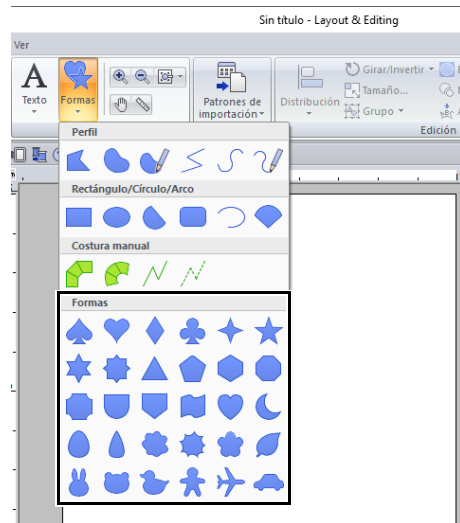 Sin título - Layout & Editing
Ver
Texto
Formas
Patrones de
importación
Distribución
Girar/Invertir
Tamaño...
Grupo
Edición
Perfil
Rectángulo/Círculo/Arco
Costura manual
Formas